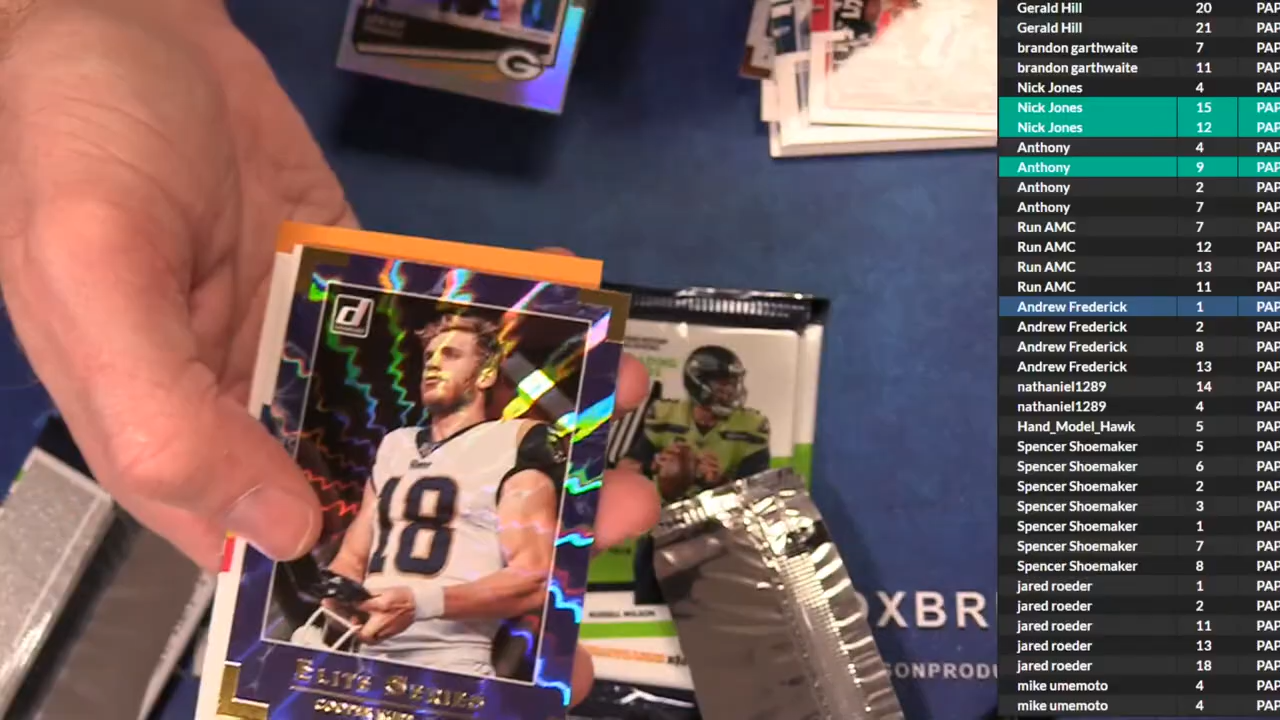 Gerald Hill 20 PAP
Gerald Hill 21 PAP
brandon garthwaite 7 PAP
brandon garthwaite 11 PAP
Nick Jones 4 PAP
Nick Jones 15 PAP
Nick Jones 12 PAP
Anthony 4 PAP
Anthony 9 PAP
Anthony 2 PAP
Anthony 7 PAP
Run AMC 7 PAP
Run AMC 12 PAP
Run AMC 13 PAP
Run AMC 11 PAP
Andrew Frederick 1 PAP
Andrew Frederick 2 PAP
Andrew Frederick 8 PAP
Andrew Frederick 13 PAP
nathaniel1289 14 PAP
nathaniel1289 4 PAP
Hand_Model_Hawk 5 PAP
Spencer Shoemaker 5 PAP
Spencer Shoemaker 6 PAP
Spencer Shoemaker 2 PAP
Spencer Shoemaker 3 PAP
Spencer Shoemaker 1 PAP
Spencer Shoemaker 7 PAP
Spencer Shoemaker 8 PAP
jared roeder 1 PAP
jared roeder 2 PAP
jared roeder 11 PAP
jared roeder 13 PAP
jared roeder 18 PAP
mike umemoto 4 PAP
mike umemoto 4 PAP
G
d
18
ELITE SERIES
RUSSELL WILSON
OXBR
SONPRODU